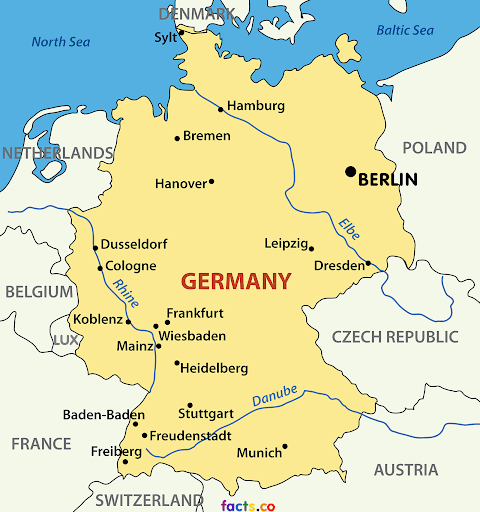 DENMARK
North Sea
Sylt
Baltic Sea
Hamburg
Bremen
NETHERLANDS
POLAND
Hanover
BERLIN
Elbe
Dusseldorf
Leipzig
Cologne
Dresden
GERMANY
BELGIUM
Rhine
Koblenz
Frankfurt
Wiesbaden
LUX
Mainz
CZECH REPUBLIC
Heidelberg
Danube
Baden-Baden
Stuttgart
Freudenstadt
FRANCE
Freiberg
Munich
AUSTRIA
SWITZERLAND
facts.co